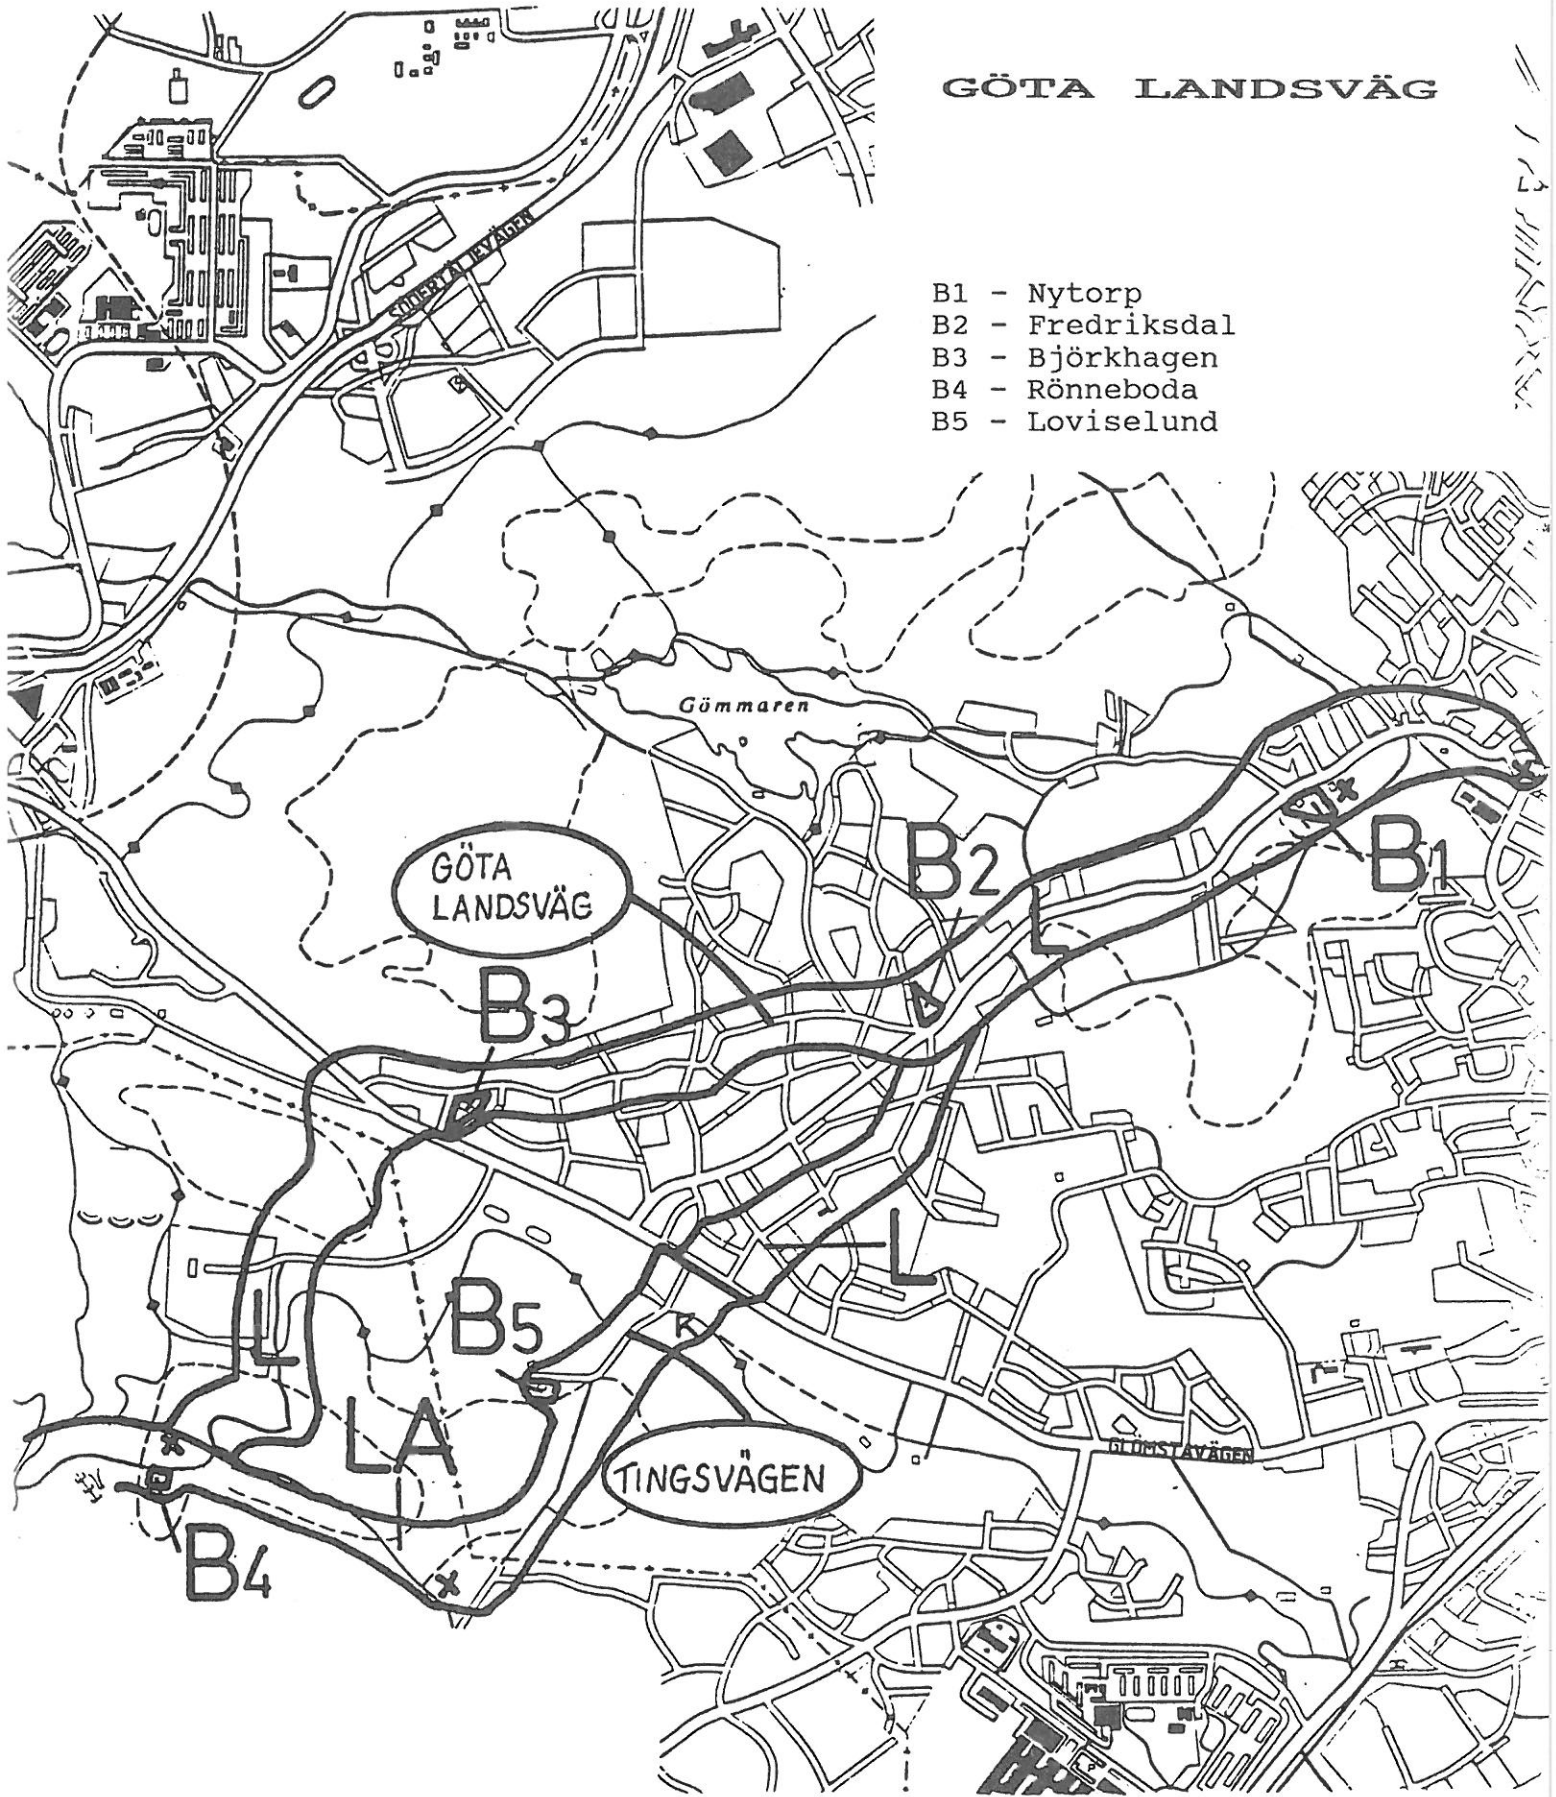 GÖTA LANDSVÄG
SÖDERTÄLJEVÄGEN
B1 - Nytorp
B2 - Fredriksdal
B3 - Björkhagen
B4 - Rönneboda
B5 - Loviselund
Gömmaren
GÖTA
LANDSVÄG
B2
B1
L
B3
L
B5
L
K
LA
TINGSVÄGEN
GLÖMSTAVÄGEN
B4